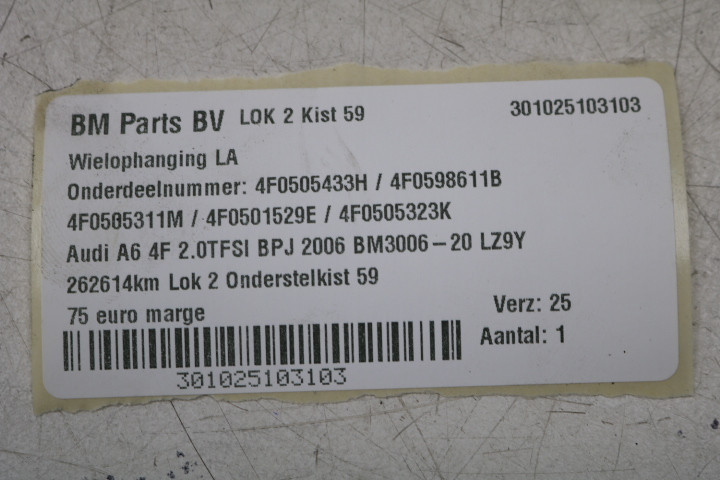 BM Parts BV LOK 2 Kist 59 301025103103
Wielophanging LA
Onderdeelnummer: 4F0505433H / 4F0598611B
4F0505311M / 4F0501529E / 4F0505323K
Audi A6 4F 2.0TFSI BPJ 2006 BM3006-20 LZ9Y
262614km Lok 2 Onderstelkist 59
75 euro marge Verz: 25
Aantal: 1
301025103103